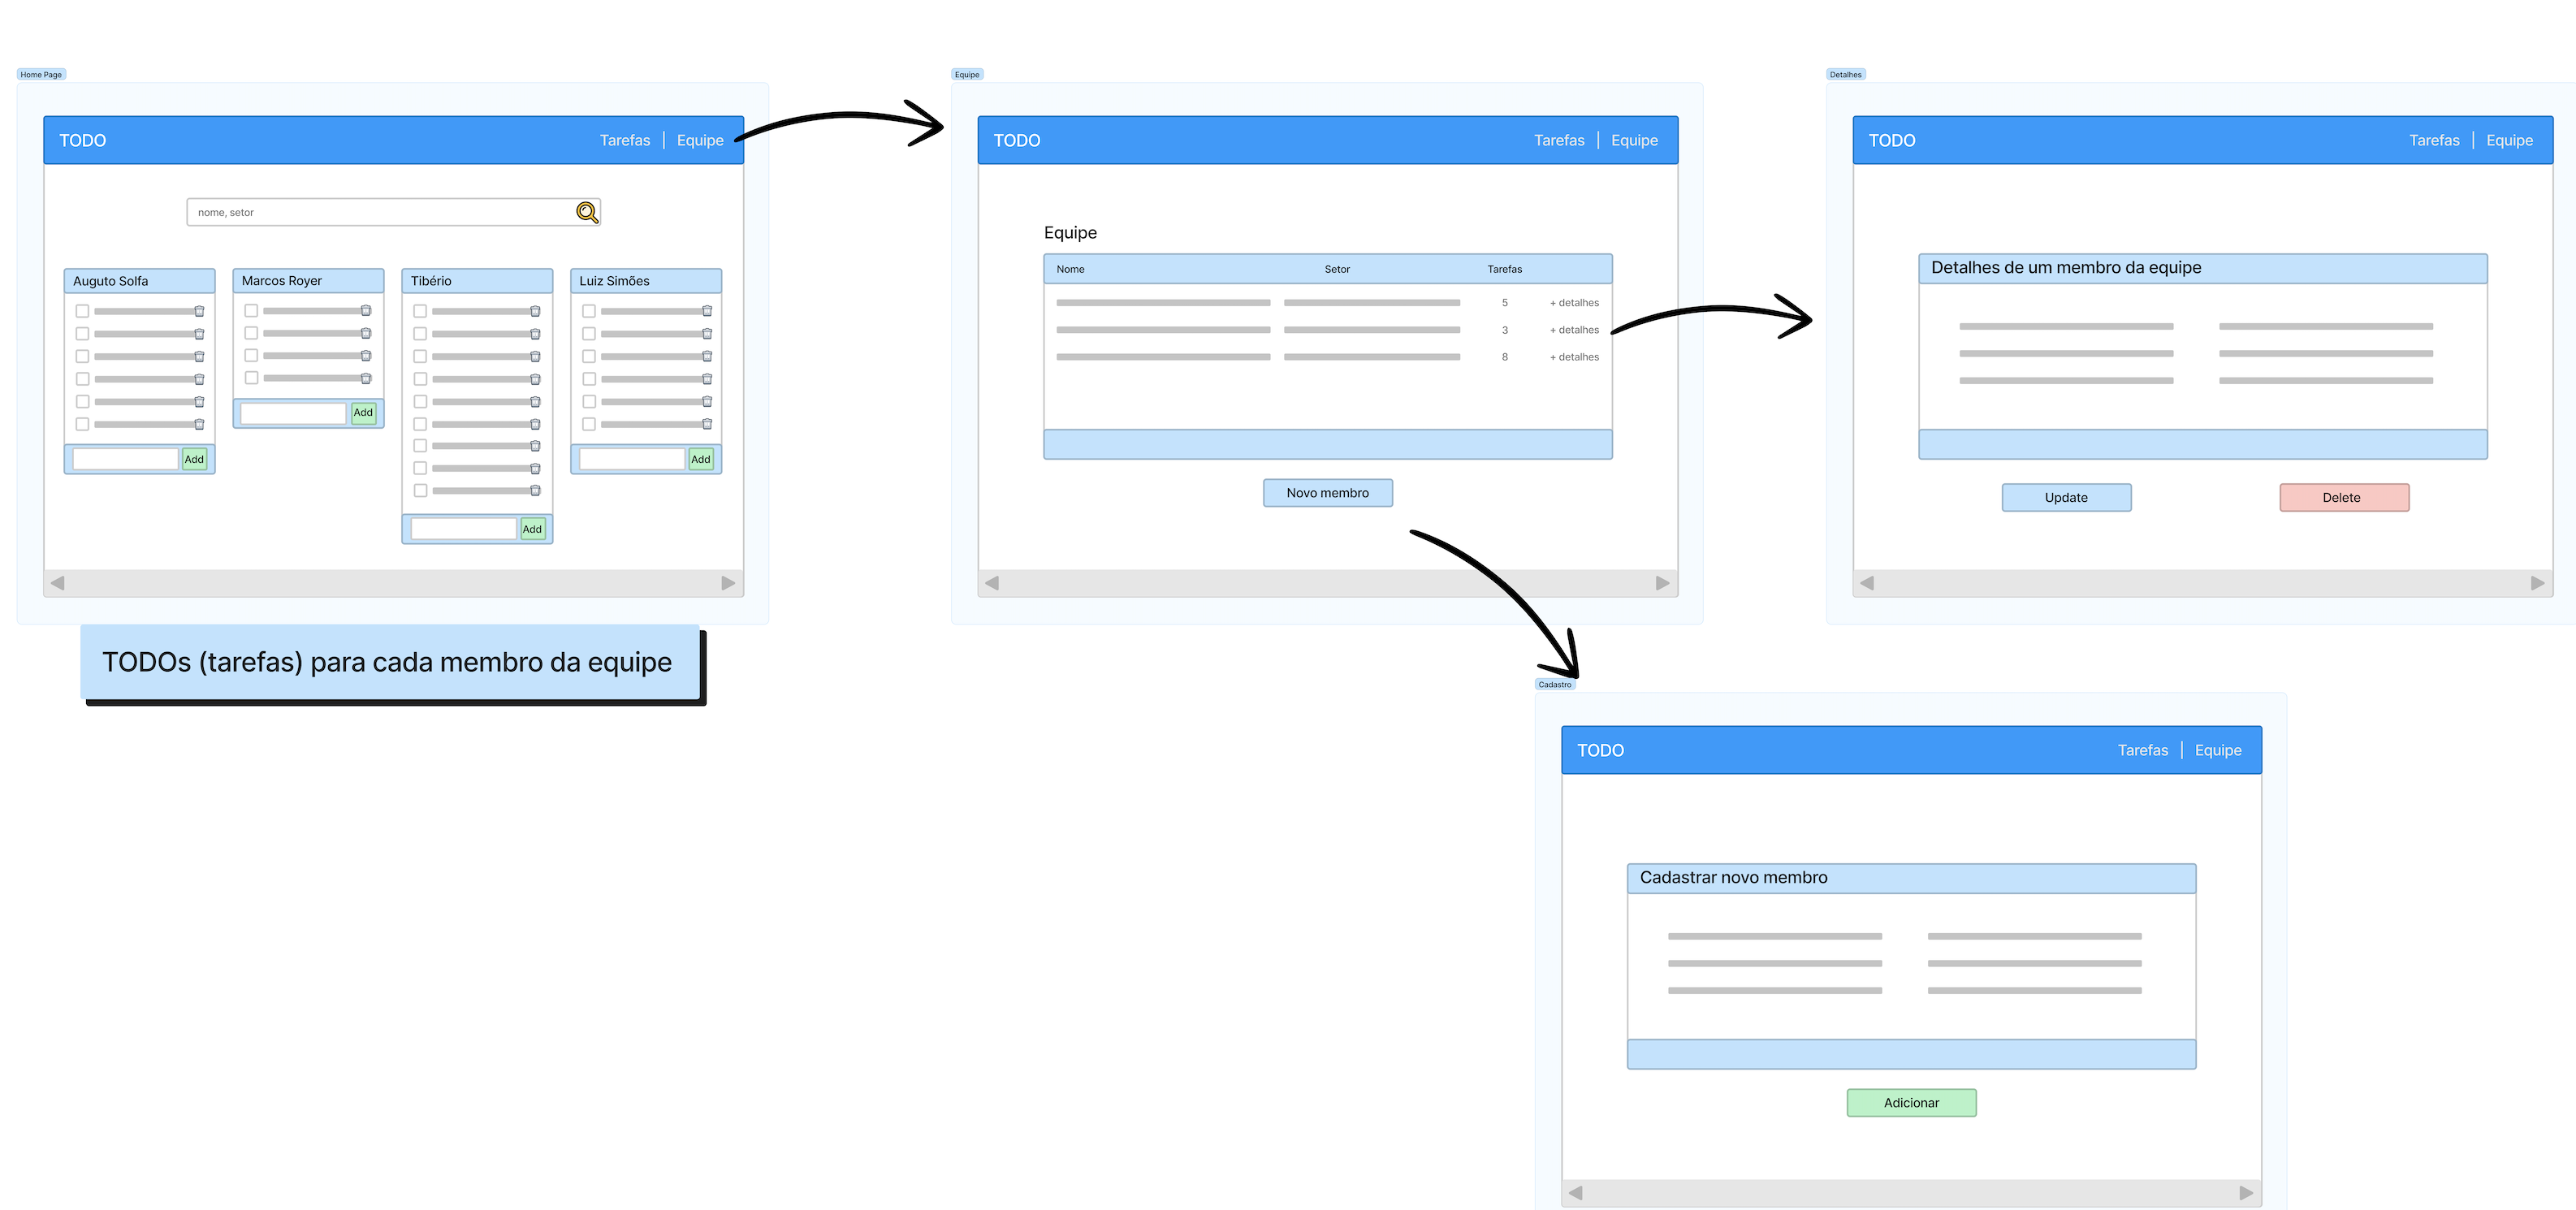 Home Page
TODO
Tarefas | Equipe
nome, setor
Auguto Solfa
Add
Marcos Royer
Add
Tibério
Add
Luiz Simões
Add
TODOs (tarefas) para cada membro da equipe
Equipe
TODO
Tarefas | Equipe
Equipe
Nome Setor Tarefas
5 + detalhes
3 + detalhes
8 + detalhes
Novo membro
Detalhes
TODO
Tarefas | Equipe
Detalhes de um membro da equipe
Update
Delete
Cadastro
TODO
Tarefas | Equipe
Cadastrar novo membro
Adicionar